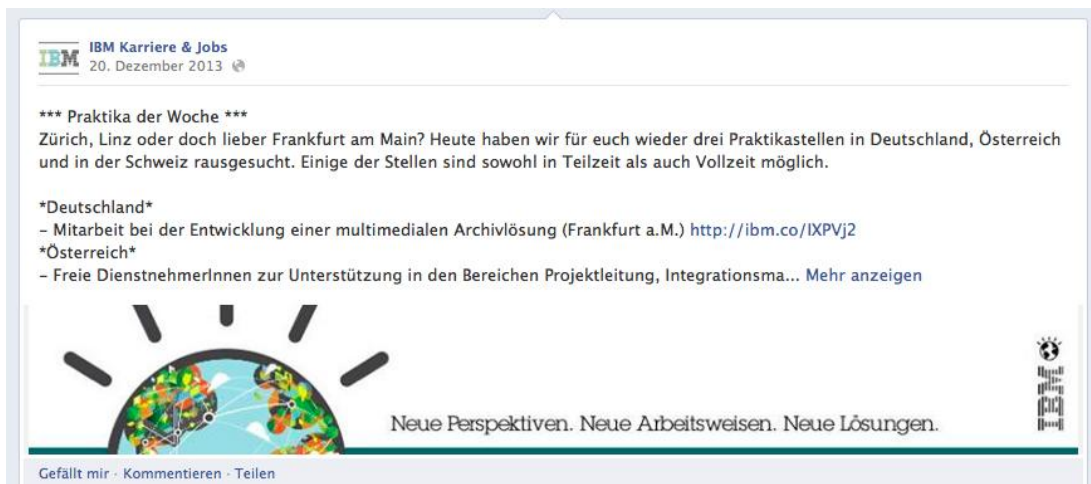 IBM
IBM Karriere & Jobs
20. Dezember 2013
*** Praktika der Woche ***
Zürich, Linz oder doch lieber Frankfurt am Main? Heute haben wir für euch wieder drei Praktikastellen in Deutschland, Österreich
und in der Schweiz rausgesucht. Einige der Stellen sind sowohl in Teilzeit als auch Vollzeit möglich.
*Deutschland*
– Mitarbeit bei der Entwicklung einer multimedialen Archivlösung (Frankfurt a.M.) http://ibm.co/IXPVj2
*Österreich*
– Freie DienstnehmerInnen zur Unterstützung in den Bereichen Projektleitung, Integrationsma... Mehr anzeigen
Neue Perspektiven. Neue Arbeitsweisen. Neue Lösungen.
IBM
Gefällt mir · Kommentieren · Teilen